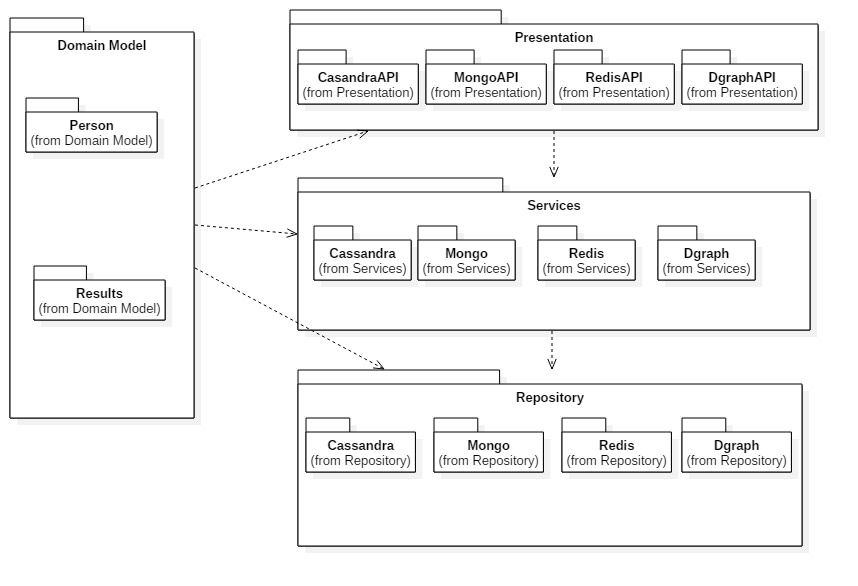 Domain Model
Person
(from Domain Model)
Results
(from Domain Model)
Presentation
CasandraAPI
(from Presentation)
MongoAPI
(from Presentation)
RedisAPI
(from Presentation)
DgraphAPI
(from Presentation)
Services
Cassandra
(from Services)
Mongo
(from Services)
Redis
(from Services)
Dgraph
(from Services)
Repository
Cassandra
(from Repository)
Mongo
(from Repository)
Redis
(from Repository)
Dgraph
(from Repository)